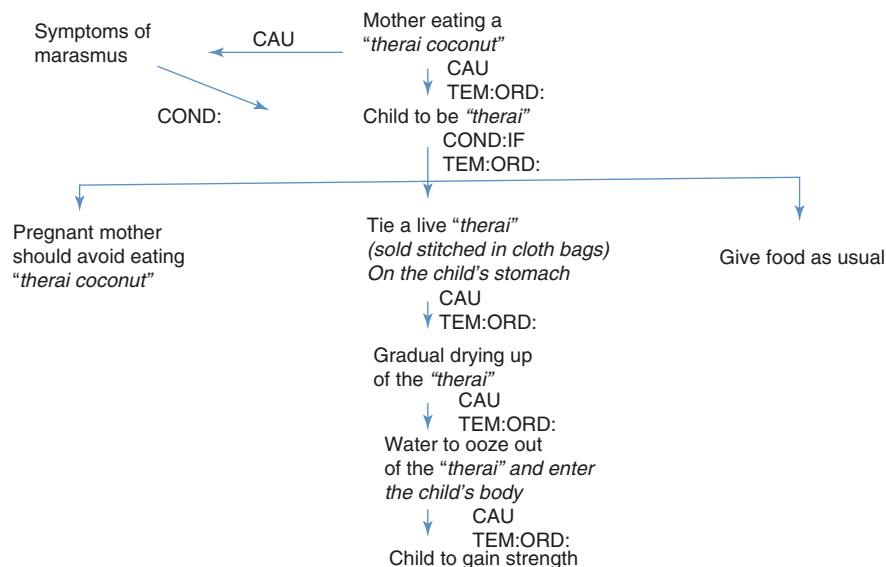 Symptoms of
marasmus
CAU
Mother eating a
“therai coconut”
CAU
TEM:ORD:
COND:
Child to be “therai”
COND:IF
TEM:ORD:
Pregnant mother
should avoid eating
“therai coconut”
Tie a live “therai”
(sold stitched in cloth bags)
On the child’s stomach
Give food as usual
CAU
TEM:ORD:
Gradual drying up
of the “therai”
CAU
TEM:ORD:
Water to ooze out
of the “therai” and enter
the child’s body
CAU
TEM:ORD:
Child to gain strength